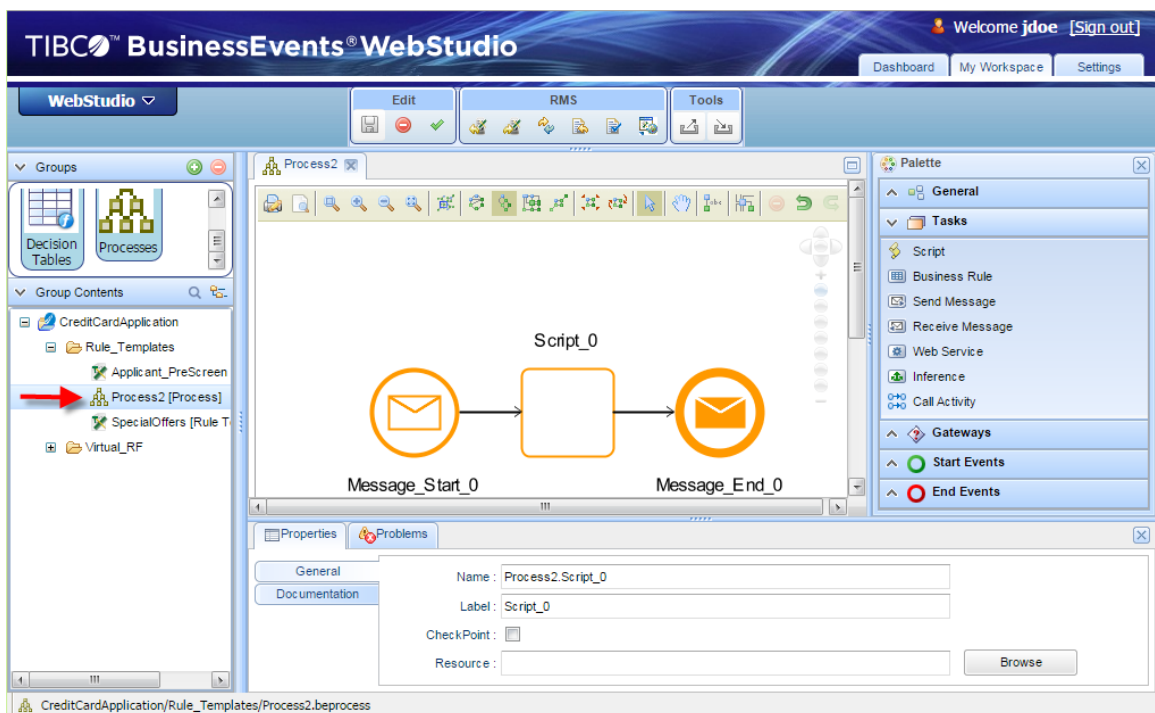 Welcome jdoe [Sign out]
TIBCO™ BusinessEvents® WebStudio
Dashboard My Workspace Settings
WebStudio
Edit RMS Tools
Groups
Decision Tables
Processes
Group Contents
CreditCardApplication
Rule_Templates
Applicant_PreScreen
Process2 [Process]
SpecialOffers [Rule T
Virtual_RF
Process2
Script_0
Message_Start_0
Message_End_0
Palette
General
Tasks
Script
Business Rule
Send Message
Receive Message
Web Service
Inference
Call Activity
Gateways
Start Events
End Events
Properties Problems
General
Documentation
Name : Process2.Script_0
Label : Script_0
CheckPoint :
Resource : Browse
CreditCardApplication/Rule_Templates/Process2.beprocess